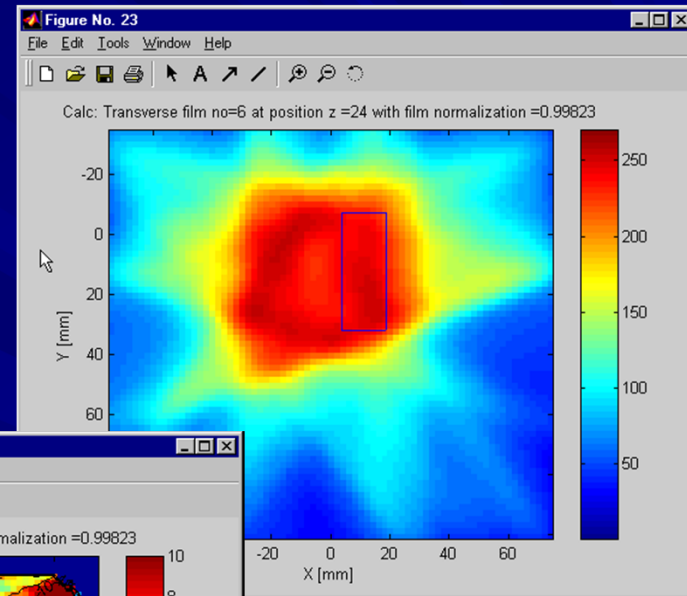 Figure No. 23
File Edit Tools Window Help
A
Calc: Transverse film no=6 at position z =24 with film normalization =0.99823
-20
0
20
40
60
Y [mm]
-20 0 20 40 60
X [mm]
250
200
150
100
50
malization =0.99823
10